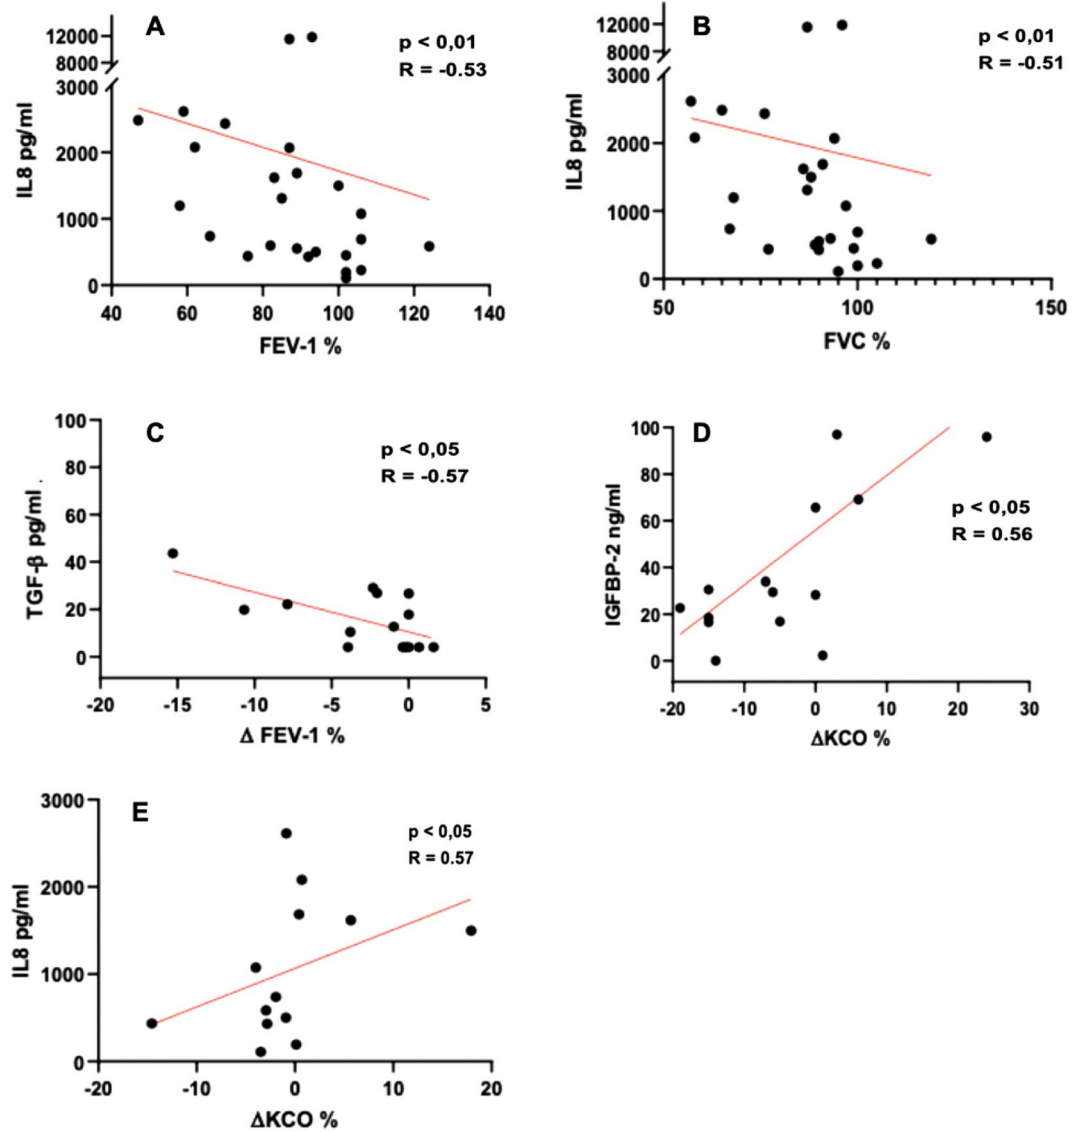 A
p < 0,01
R = -0.53
IL8 pg/ml
12000
8000
3000
2000
1000
0
40 60 80 100 120 140
FEV-1 %
B
p < 0,01
R = -0.51
IL8 pg/ml
12000
8000
3000
2000
1000
0
50 100 150
FVC %
C
p < 0,05
R = -0.57
TGF-β pg/ml
100
80
60
40
20
0
-20 -15 -10 -5 0 5
Δ FEV-1 %
D
p < 0,05
R = 0.56
IGFBP-2 ng/ml
100
80
60
40
20
0
-20 -10 0 10 20 30
ΔKCO %
E
p < 0,05
R = 0.57
IL8 pg/ml
3000
2000
1000
0
-20 -10 0 10 20
ΔKCO %